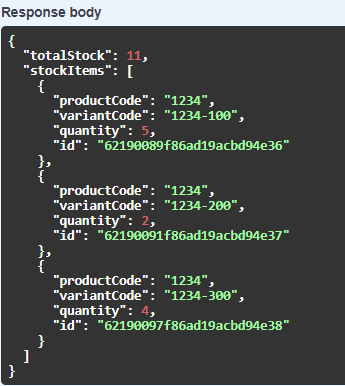 Response body
{
  "totalStock": 11,
  "stockItems": [
    {
      "productCode": "1234",
      "variantCode": "1234-100",
      "quantity": 5,
      "id": "62190089f86ad19acbd94e36"
    },
    {
      "productCode": "1234",
      "variantCode": "1234-200",
      "quantity": 2,
      "id": "62190091f86ad19acbd94e37"
    },
    {
      "productCode": "1234",
      "variantCode": "1234-300",
      "quantity": 4,
      "id": "62190097f86ad19acbd94e38"
    }
  ]
}